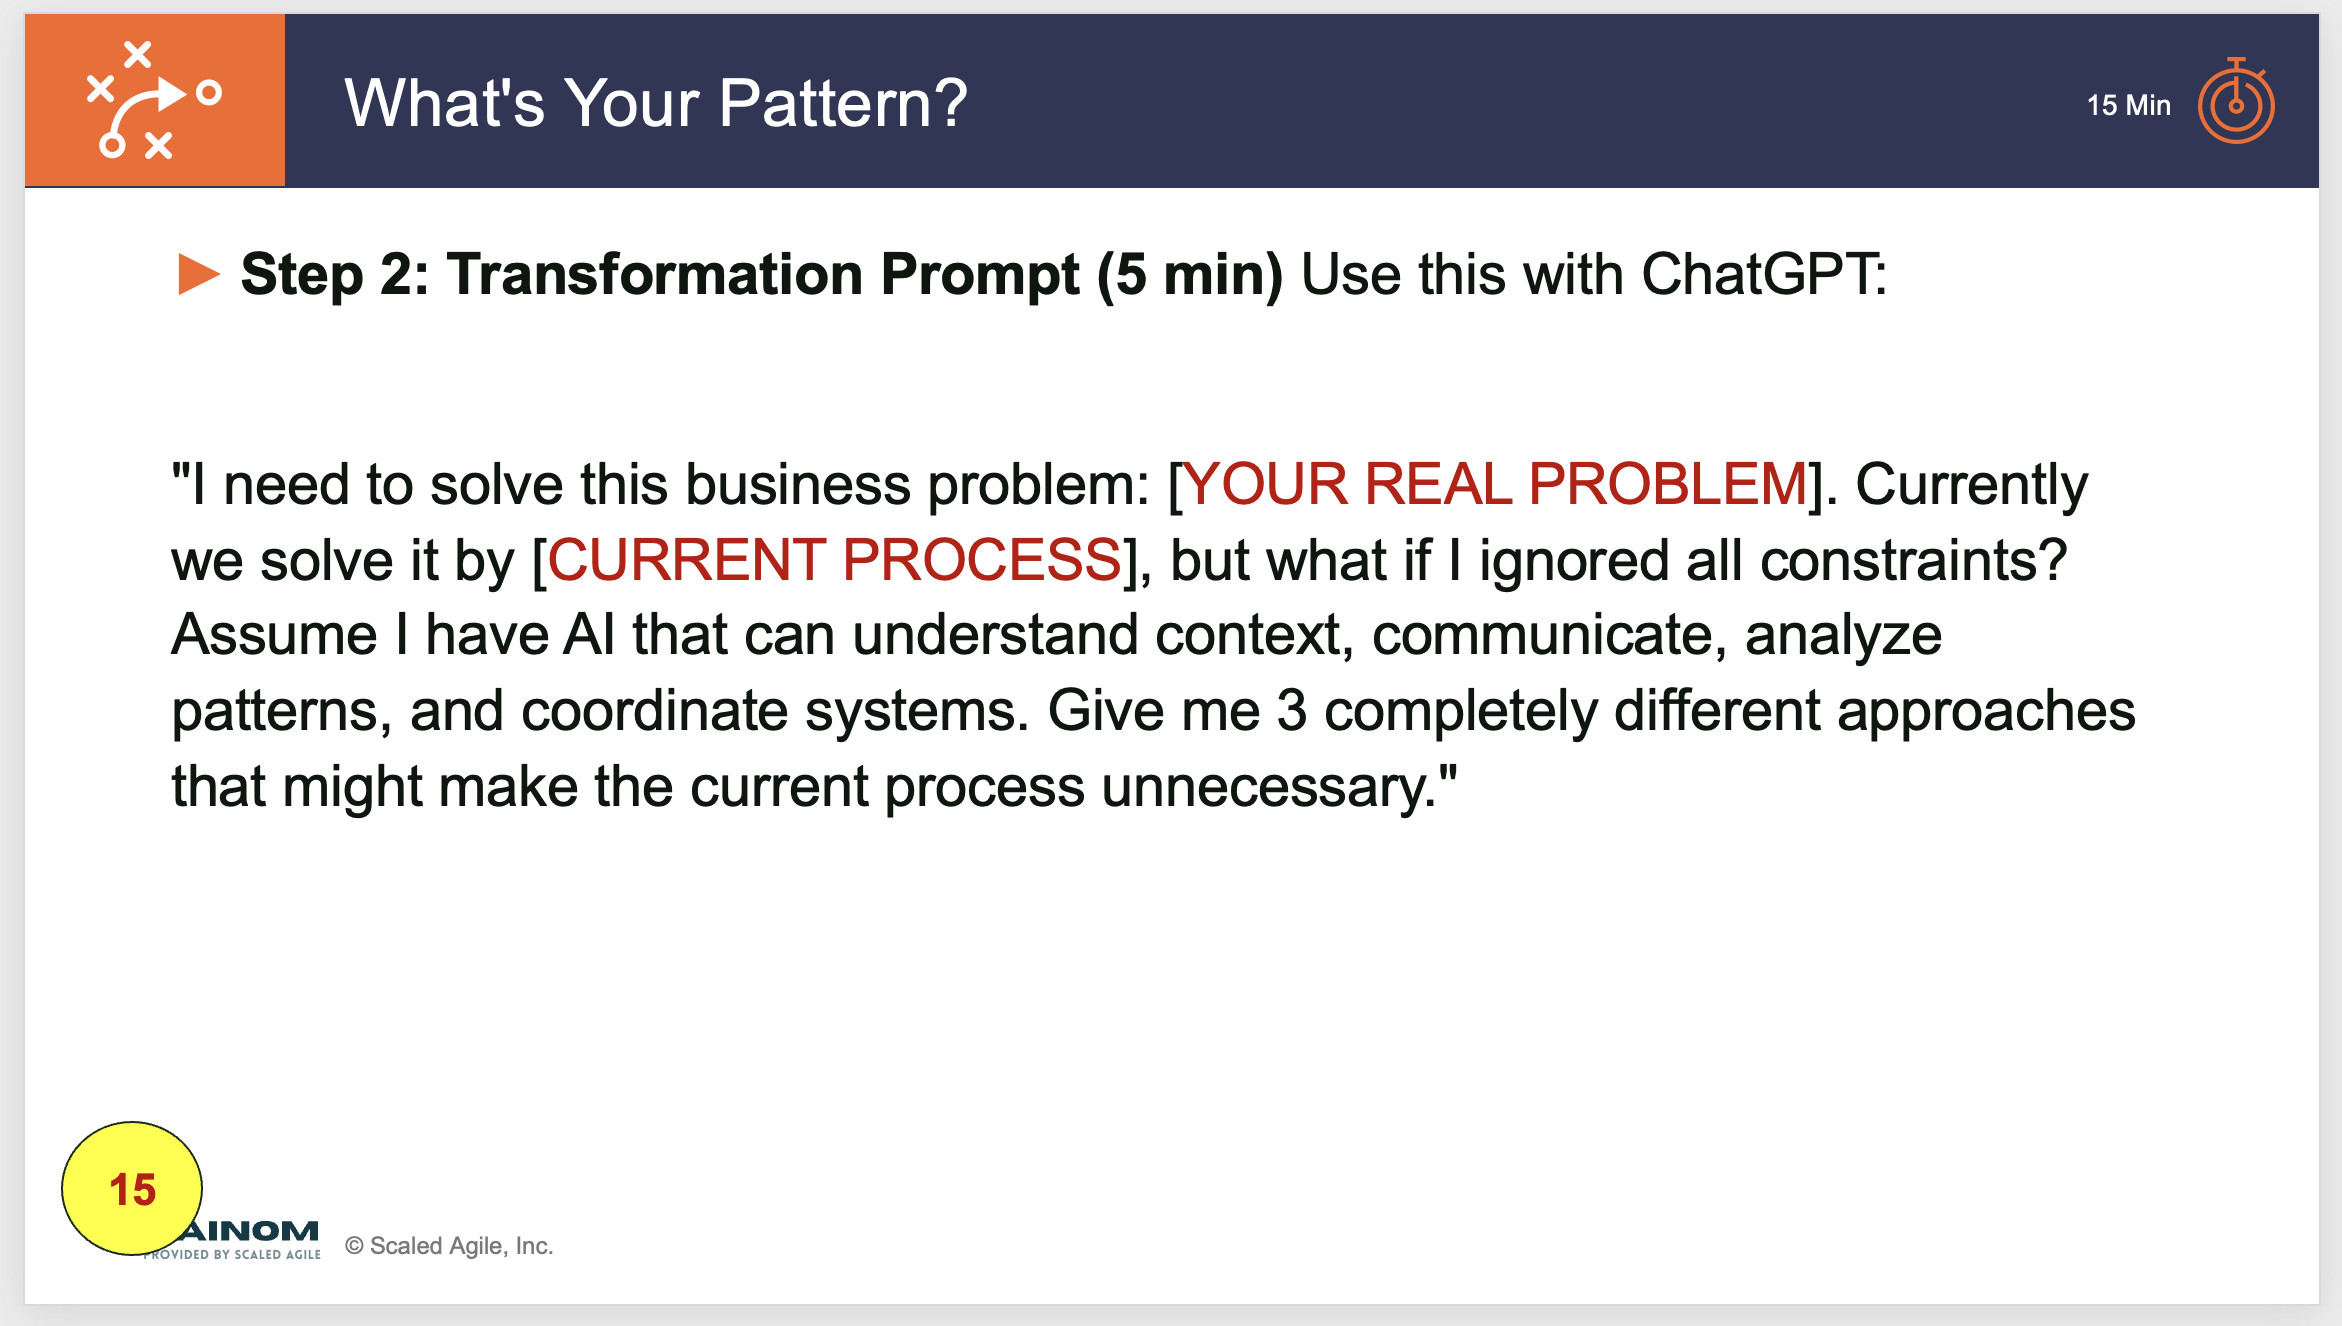 What's Your Pattern?
15 Min
Step 2: Transformation Prompt (5 min) Use this with ChatGPT:
"I need to solve this business problem: [YOUR REAL PROBLEM]. Currently
we solve it by [CURRENT PROCESS], but what if I ignored all constraints?
Assume I have AI that can understand context, communicate, analyze
patterns, and coordinate systems. Give me 3 completely different approaches
that might make the current process unnecessary."
15
AINOM
PROVIDED BY SCALED AGILE
© Scaled Agile, Inc.